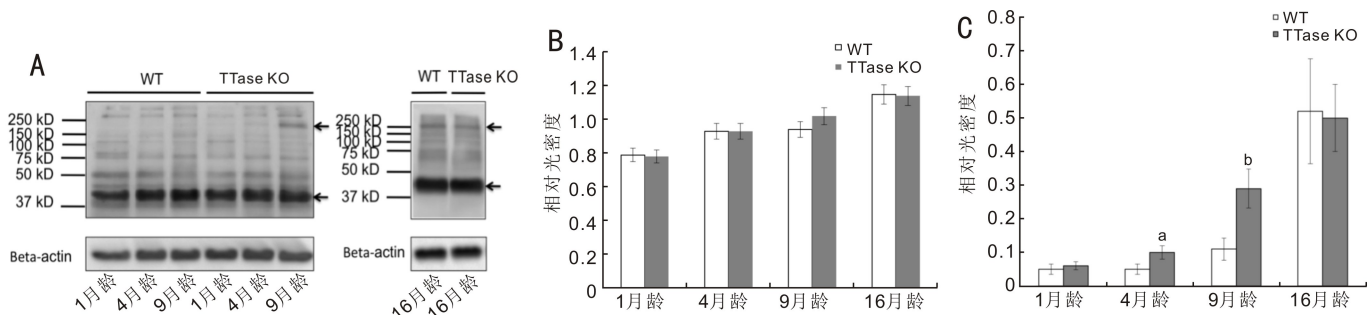 A
WT TTase KO
250 kD
150 kD
100 kD
75 kD
50 kD
37 kD
Beta-actin
1月龄 4月龄 9月龄 1月龄 4月龄 9月龄
WT TTase KO
250 kD
150 kD
100 kD
75 kD
50 kD
37 kD
Beta-actin
16月龄 16月龄
B
相对光密度
1.4
1.2
1.0
0.8
0.6
0.4
0.2
0
WT
TTase KO
1月龄 4月龄 9月龄 16月龄
C
相对光密度
0.8
0.7
0.6
0.5
0.4
0.3
0.2
0.1
0
WT
TTase KO
a
b
1月龄 4月龄 9月龄 16月龄